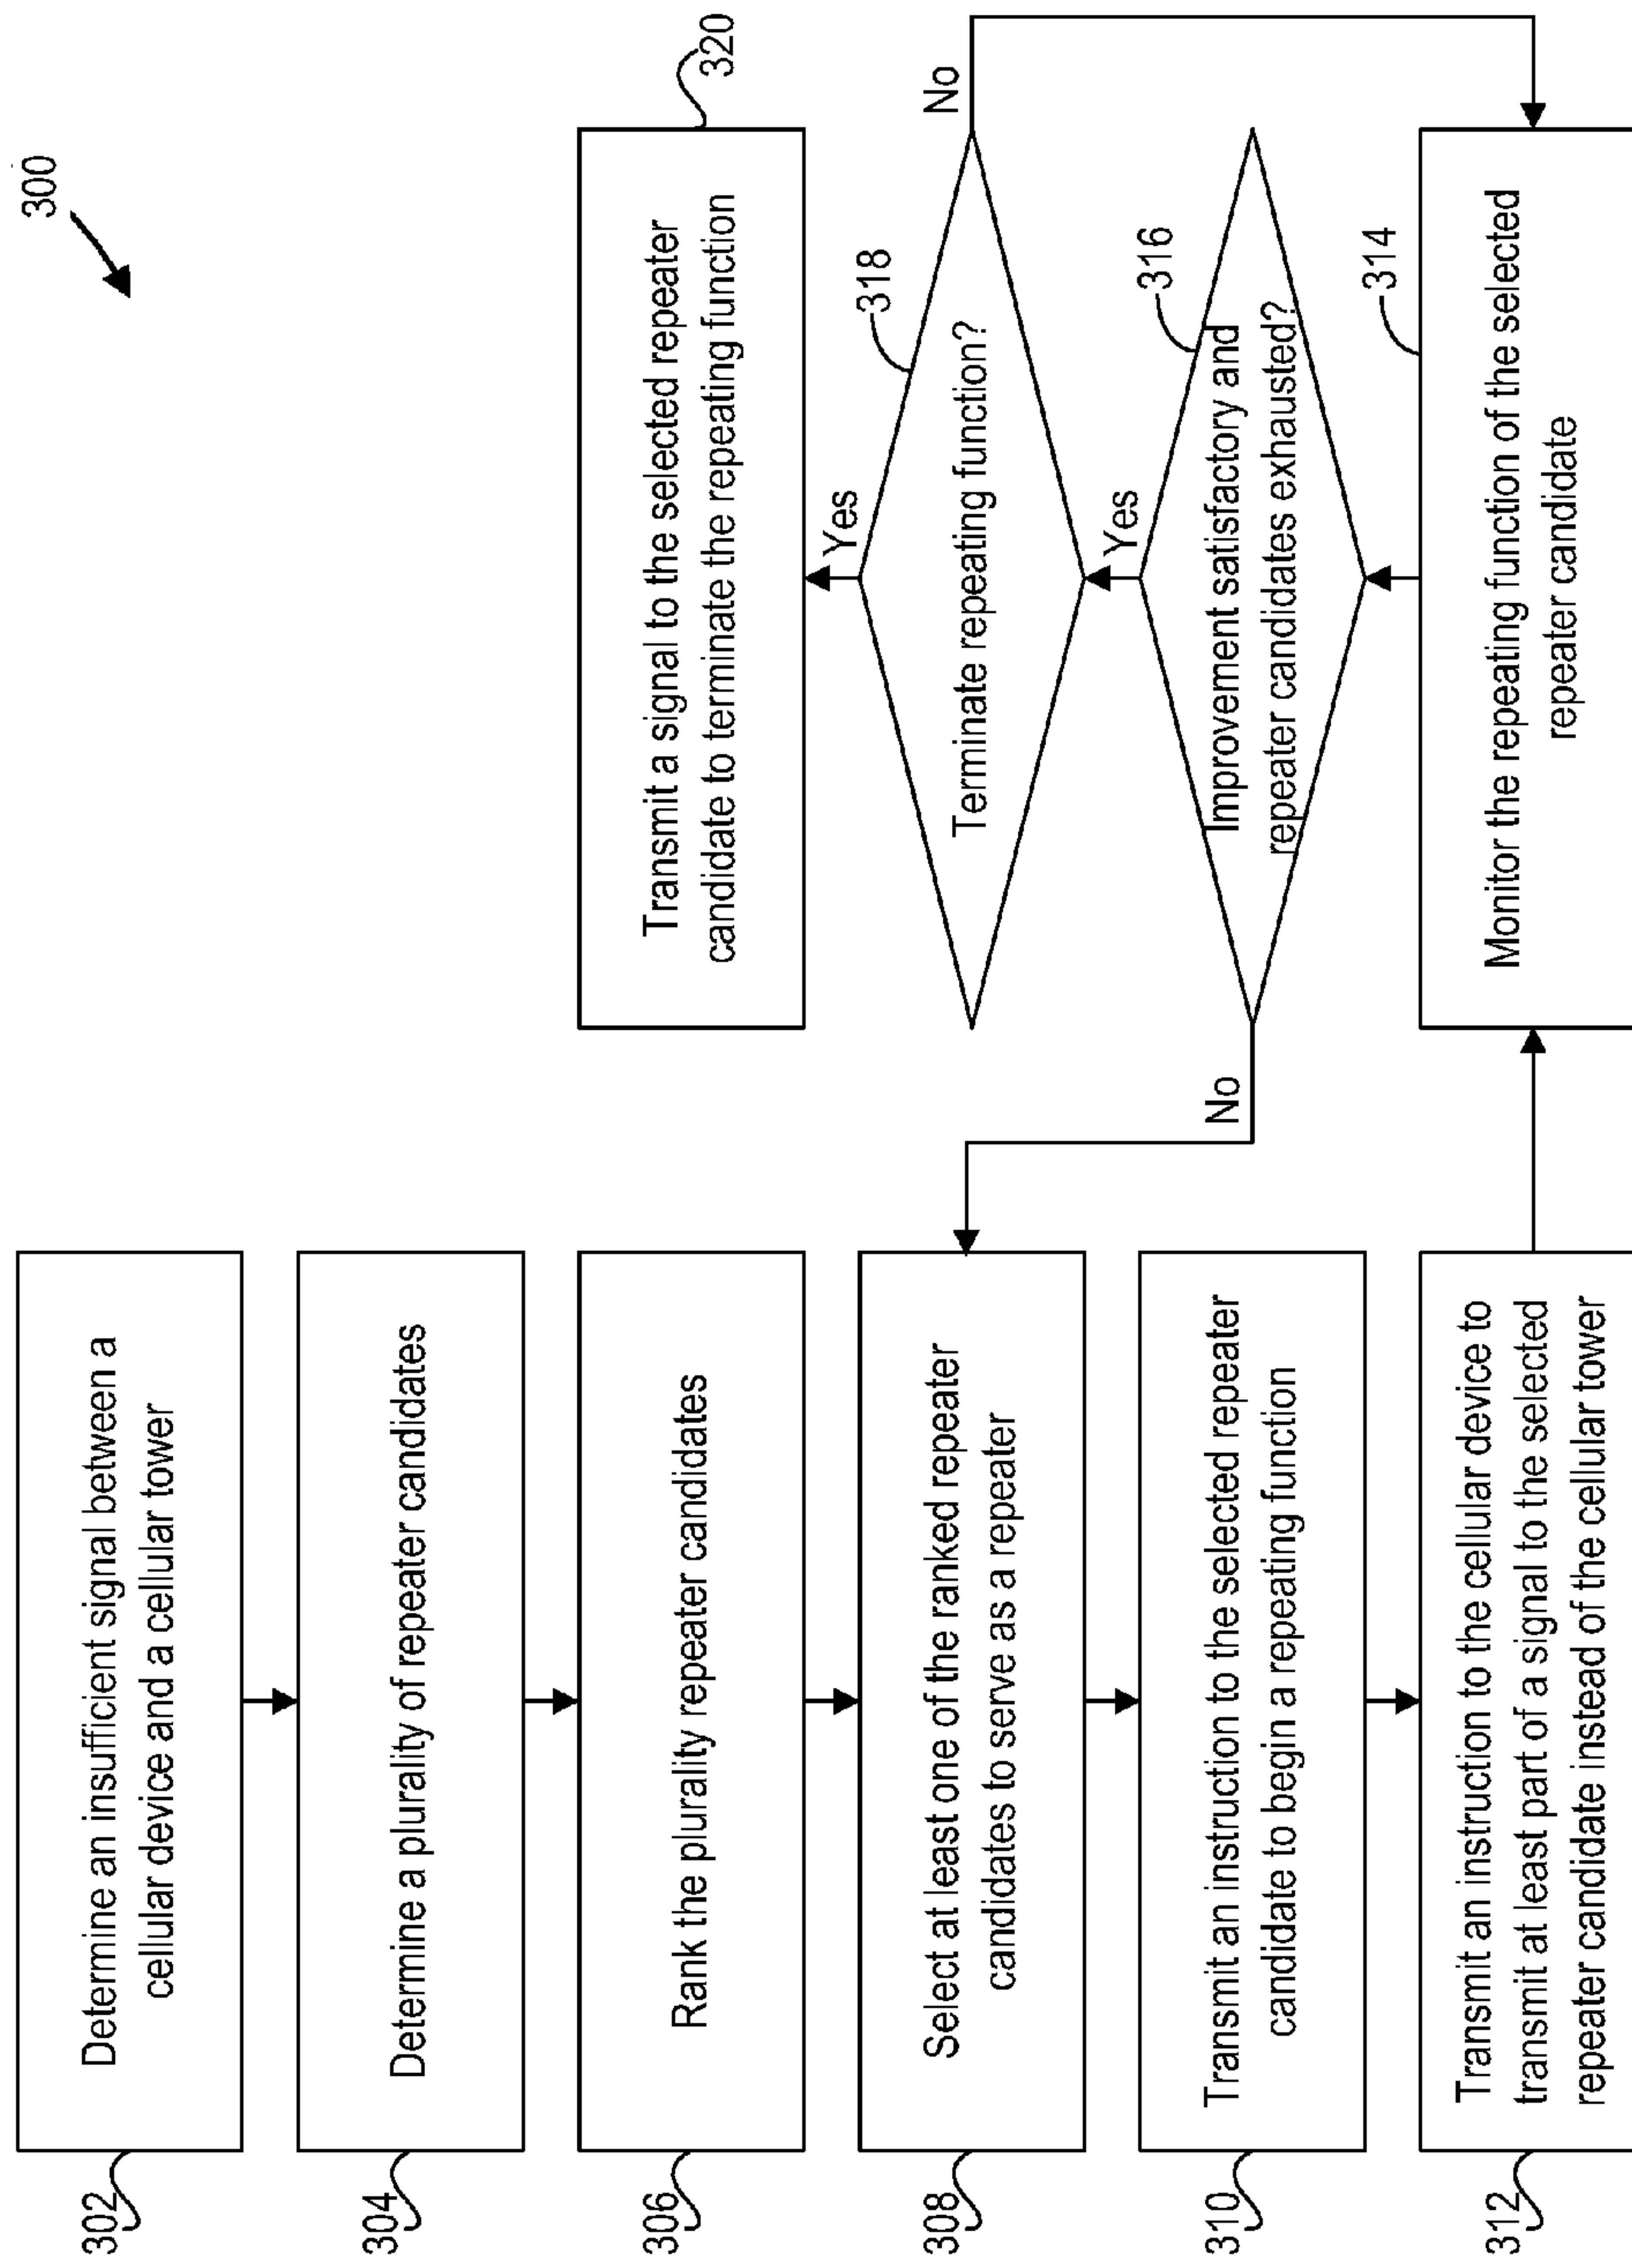 300
302
Determine an insufficient signal between a
cellular device and a cellular tower
304
Determine a plurality of repeater candidates
306
Rank the plurality repeater candidates
308
Select at least one of the ranked repeater
candidates to serve as a repeater
310
Transmit an instruction to the selected repeater
candidate to begin a repeating function
312
Transmit an instruction to the cellular device to
transmit at least part of a signal to the selected
repeater candidate instead of the cellular tower
320
Transmit a signal to the selected repeater
candidate to terminate the repeating function
Yes
318
Terminate repeating function?
No
Yes
316
Improvement satisfactory and
repeater candidates exhausted?
No
314
Monitor the repeating function of the selected
repeater candidate